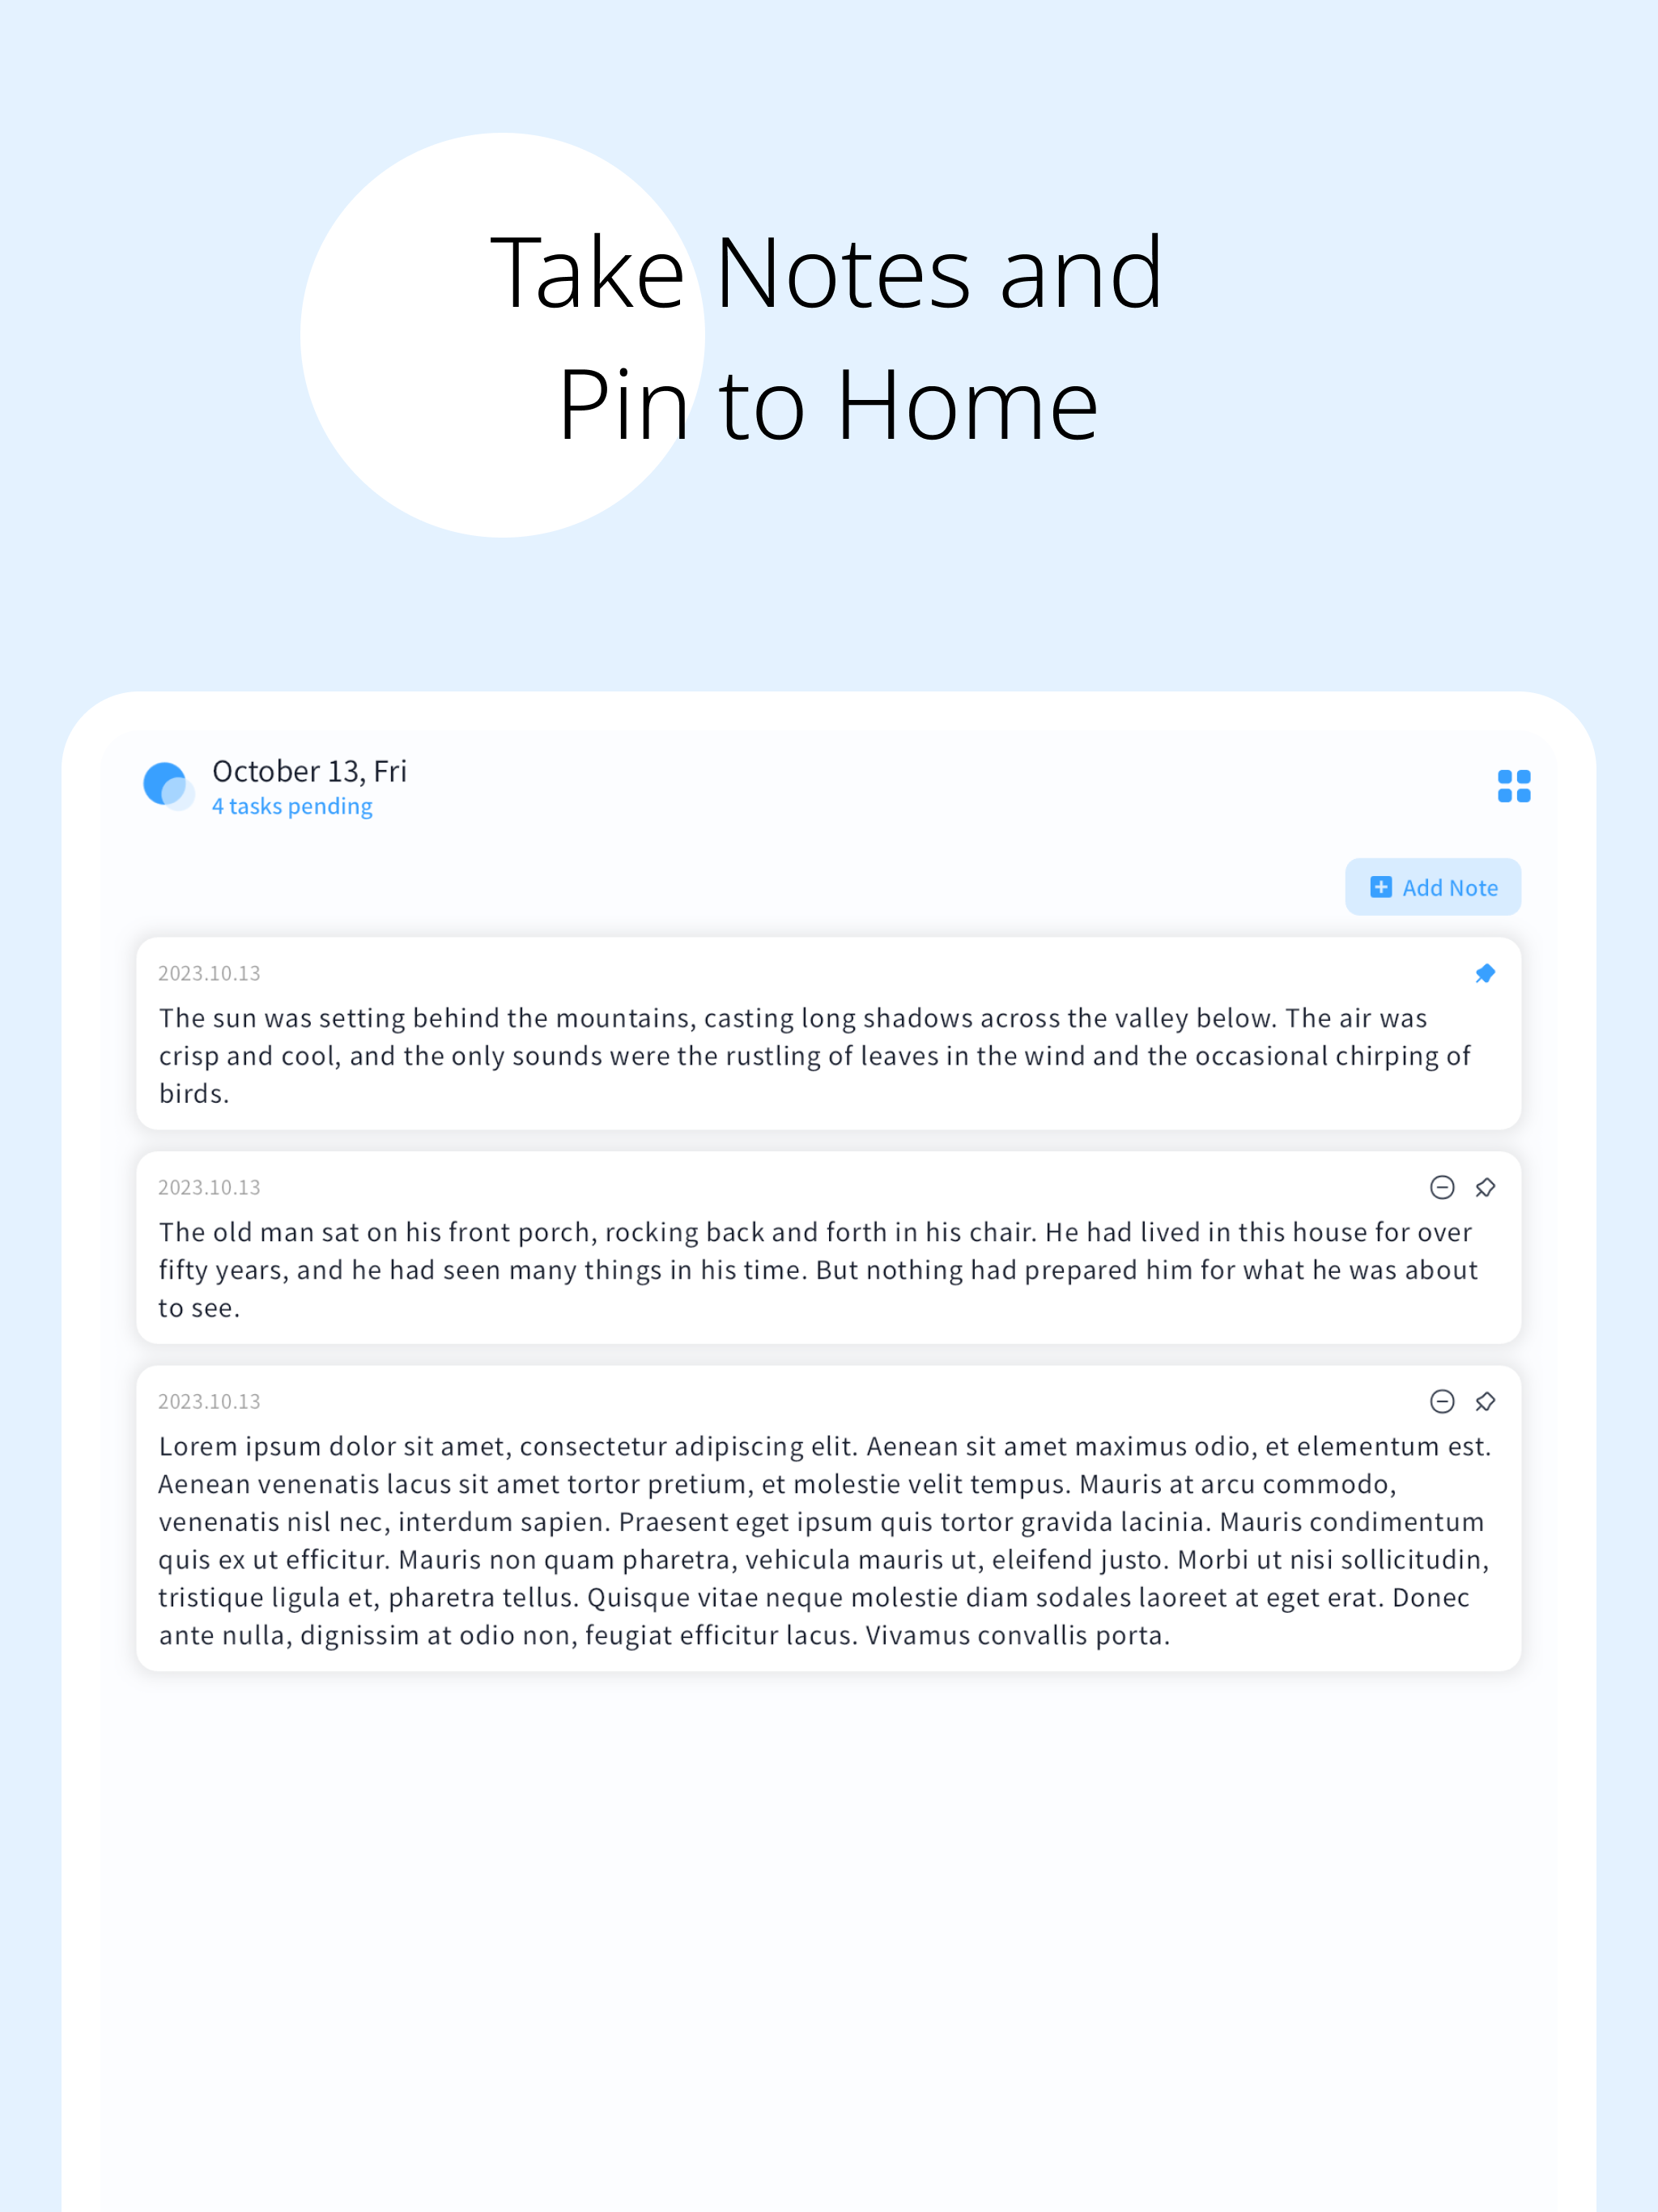 Take Notes and
Pin to Home
October 13, Fri
4 tasks pending
Add Note
2023.10.13
The sun was setting behind the mountains, casting long shadows across the valley below. The air was
crisp and cool, and the only sounds were the rustling of leaves in the wind and the occasional chirping of
birds.
2023.10.13
The old man sat on his front porch, rocking back and forth in his chair. He had lived in this house for over
fifty years, and he had seen many things in his time. But nothing had prepared him for what he was about
to see.
2023.10.13
Lorem ipsum dolor sit amet, consectetur adipiscing elit. Aenean sit amet maximus odio, et elementum est.
Aenean venenatis lacus sit amet tortor pretium, et molestie velit tempus. Mauris at arcu commodo,
venenatis nisl nec, interdum sapien. Praesent eget ipsum quis tortor gravida lacinia. Mauris condimentum
quis ex ut efficitur. Mauris non quam pharetra, vehicula mauris ut, eleifend justo. Morbi ut nisi sollicitudin,
tristique ligula et, pharetra tellus. Quisque vitae neque molestie diam sodales laoreet at eget erat. Donec
ante nulla, dignissim at odio non, feugiat efficitur lacus. Vivamus convallis porta.